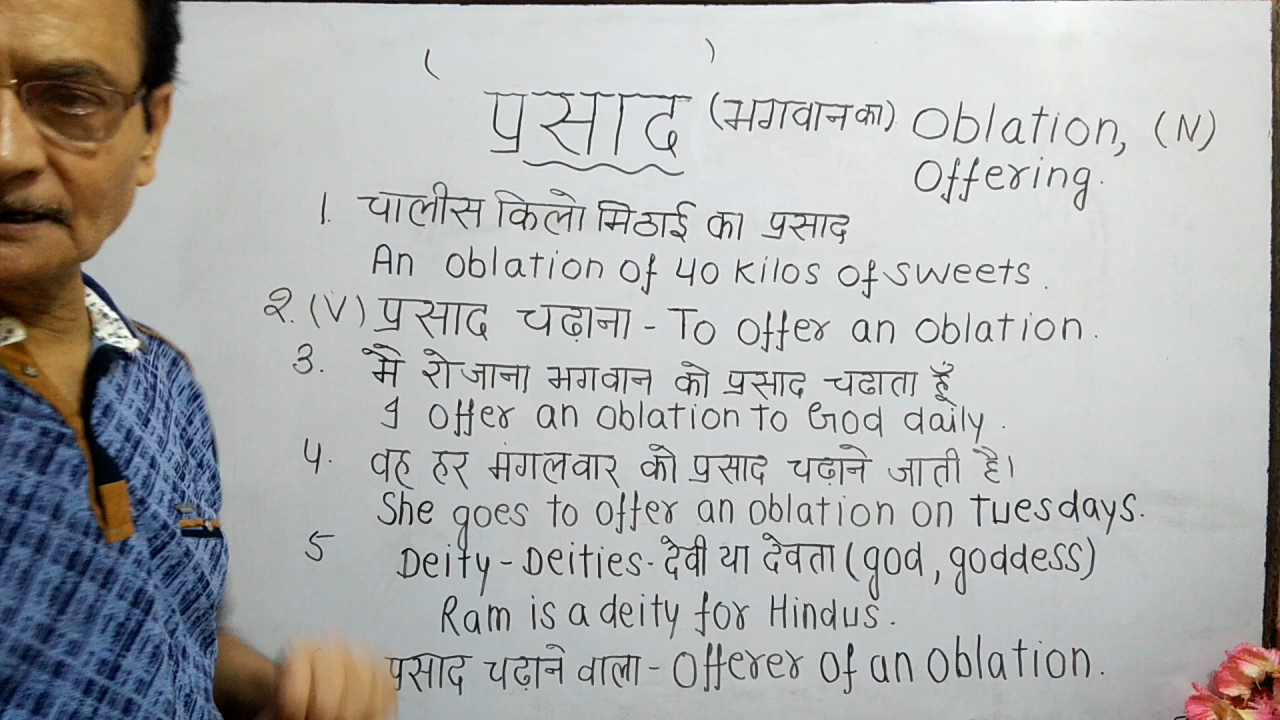 ( )
प्रसाद (भगवान का) Oblation, (N)
Offering.
1. चालीस किलो मिठाई का प्रसाद
An oblation of 40 kilos of sweets.
2. (V) प्रसाद चढ़ाना - To offer an oblation.
3. मै रोजाना भगवान को प्रसाद चढाता हूँ
I offer an oblation to God daily.
4. वह हर मंगलवार को प्रसाद चढ़ाने जाती है।
She goes to offer an oblation on Tuesdays.
5 Deity - Deities - देवी या देवता (god, goddess)
Ram is a deity for Hindus.
प्रसाद चढ़ाने वाला - Offerer of an oblation.